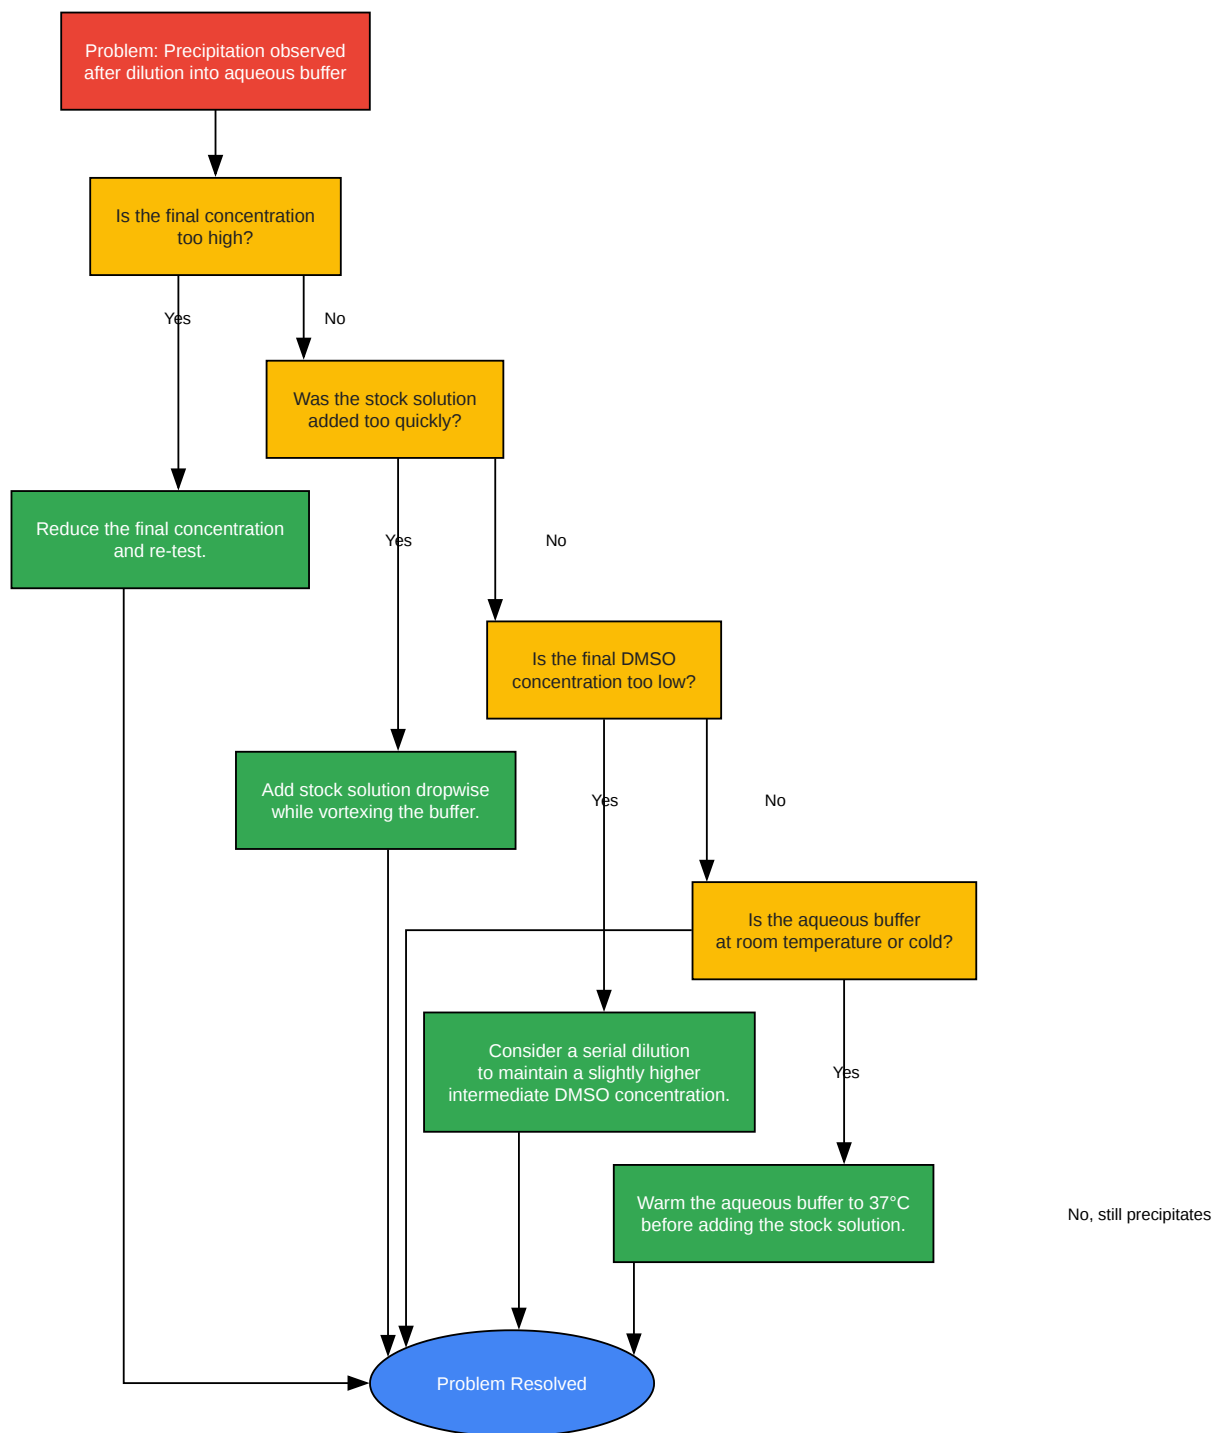 Problem: Precipitation observed
after dilution into aqueous buffer
Is the final concentration
too high?
Yes
No
Was the stock solution
added too quickly?
Reduce the final concentration
and re-test.
Yes
No
Is the final DMSO
concentration too low?
Add stock solution dropwise
while vortexing the buffer.
Yes
No
Is the aqueous buffer
at room temperature or cold?
Consider a serial dilution
to maintain a slightly higher
intermediate DMSO concentration.
Yes
Warm the aqueous buffer to 37°C
before adding the stock solution.
No, still precipitates
Problem Resolved